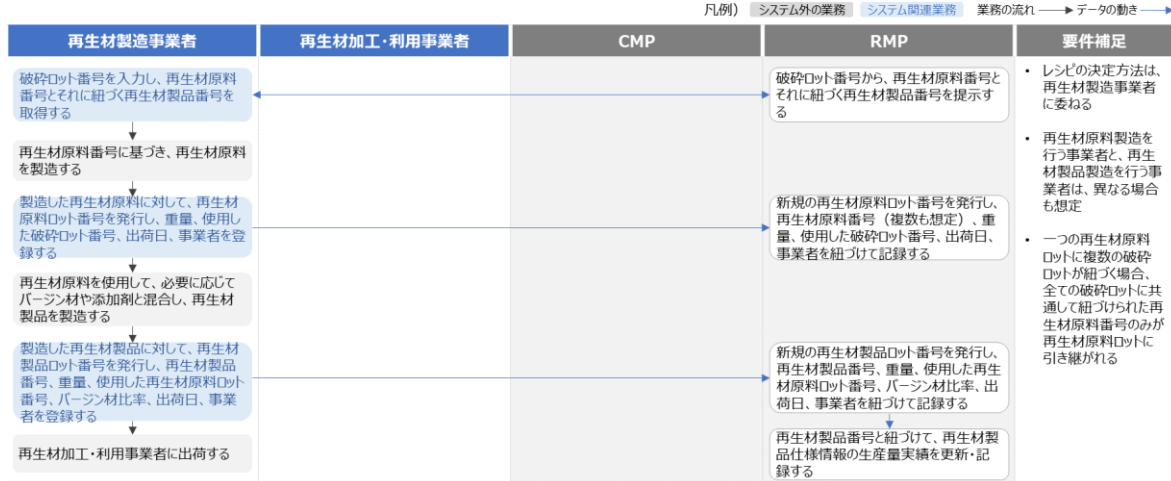 凡例） システム外の業務 システム関連業務 業務の流れ データの動き
再生材製造事業者
再生材加工・利用事業者
CMP
RMP
要件補足
破砕ロット番号を入力し、再生材原料
番号とそれに紐づく再生材製品番号を
取得する
破砕ロット番号から、再生材原料番号と
それに紐づく再生材製品番号を提示す
る
再生材原料番号に基づき、再生材原料
を製造する
製造した再生材原料に対して、再生材
原料ロット番号を発行し、重量、使用し
た破砕ロット番号、出荷日、事業者を登
録する
新規の再生材原料ロット番号を発行し、
再生材原料番号（複数も想定）、重
量、使用した破砕ロット番号、出荷日、
事業者を紐づけて記録する
再生材原料を使用して、必要に応じて
バージン材や添加剤と混合し、再生材
製品を製造する
製造した再生材製品に対して、再生材
製品ロット番号を発行し、再生材製品
番号、重量、使用した再生材原料ロット
番号、バージン材比率、出荷日、事業
者を登録する
新規の再生材製品ロット番号を発行し、
再生材製品番号、重量、使用した再生
材原料ロット番号、バージン材比率、出
荷日、事業者を紐づけて記録する
再生材加工・利用事業者に出荷する
再生材製品番号と紐づけて、再生材製
品仕様情報の生産量実績を更新・記
録する
• レシピの決定方法は、
再生材製造事業者
に委ねる
• 再生材原料製造を
行う事業者と、再生
材製品製造を行う事
業者は、異なる場合
も想定
• 一つの再生材原料
ロットに複数の破砕
ロットが紐づく場合、
全ての破砕ロットに共
通して紐づけられた再
生材原料番号のみが
再生材原料ロットに
引き継がれる